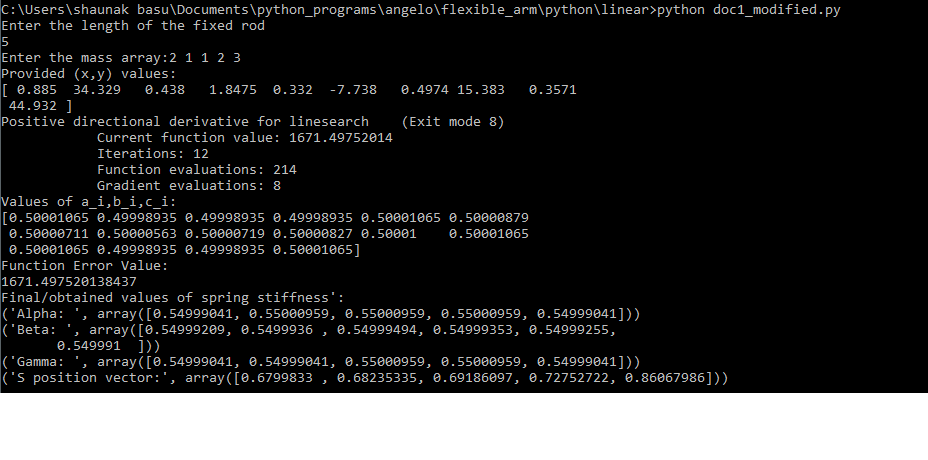 C:\Users\shaunak basu\Documents\python_programs\angelo\flexible_arm\python\linear>python doc1_modified.py
Enter the length of the fixed rod
5
Enter the mass array:2 1 1 2 3
Provided (x,y) values:
[ 0.885  34.329   0.438   1.8475  0.332  -7.738   0.4974 15.383   0.3571
 44.932 ]
Positive directional derivative for linesearch    (Exit mode 8)
            Current function value: 1671.49752014
            Iterations: 12
            Function evaluations: 214
            Gradient evaluations: 8
Values of a_i,b_i,c_i:
[0.50001065 0.49998935 0.49998935 0.49998935 0.50001065 0.50000879
 0.50000711 0.50000563 0.50000719 0.50000827 0.50001    0.50001065
 0.50001065 0.49998935 0.49998935 0.50001065]
Function Error Value:
1671.497520138437
Final/obtained values of spring stiffness':
('Alpha: ', array([0.54999041, 0.55000959, 0.55000959, 0.55000959, 0.54999041]))
('Beta: ', array([0.54999209, 0.5499936 , 0.54999494, 0.54999353, 0.54999255,
       0.549991  ]))
('Gamma: ', array([0.54999041, 0.54999041, 0.55000959, 0.55000959, 0.54999041]))
('S position vector:', array([0.6799833 , 0.68235335, 0.69186097, 0.72752722, 0.86067986]))